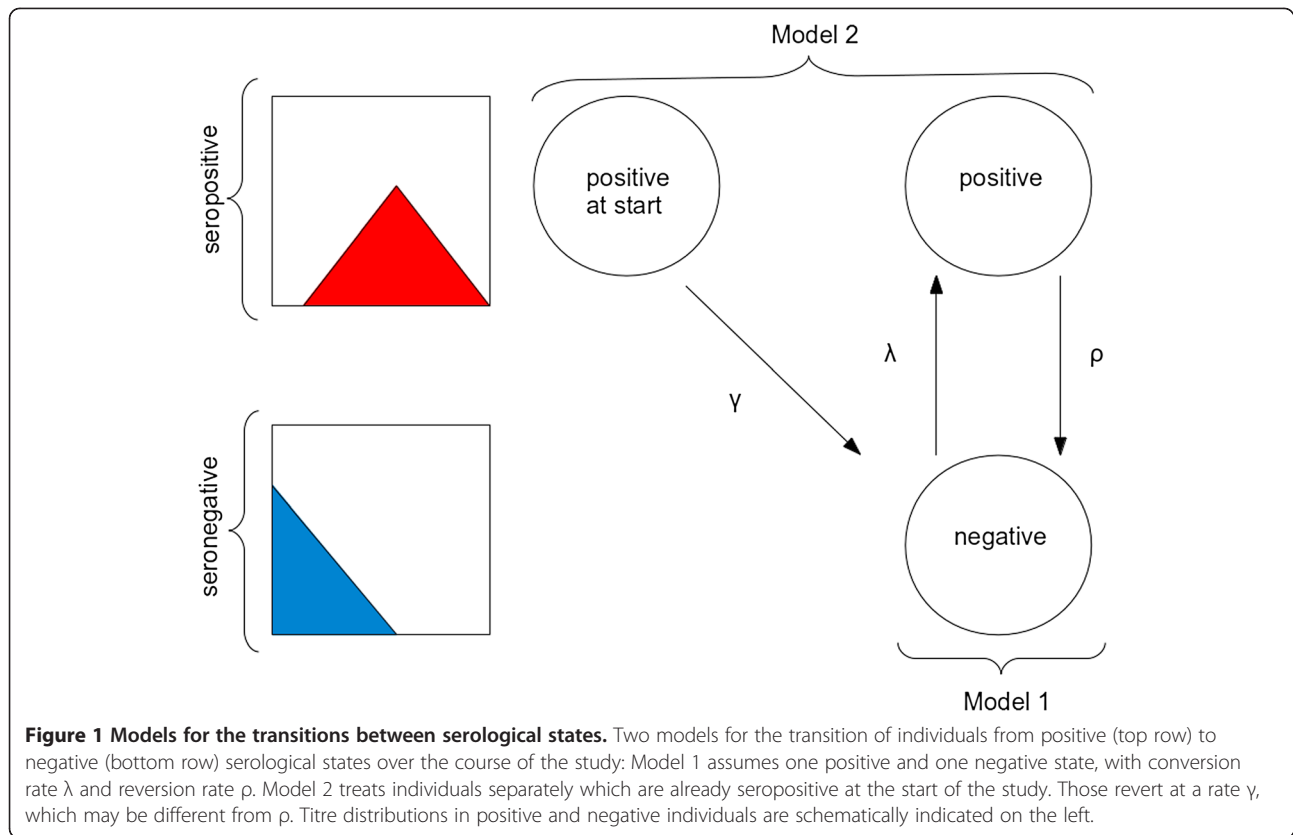 Model 2
seropositive
positive
at start
positive
γ
λ
ρ
seronegative
negative
Model 1
Figure 1 Models for the transitions between serological states. Two models for the transition of individuals from positive (top row) to
negative (bottom row) serological states over the course of the study: Model 1 assumes one positive and one negative state, with conversion
rate λ and reversion rate ρ. Model 2 treats individuals separately which are already seropositive at the start of the study. Those revert at a rate γ,
which may be different from ρ. Titre distributions in positive and negative individuals are schematically indicated on the left.